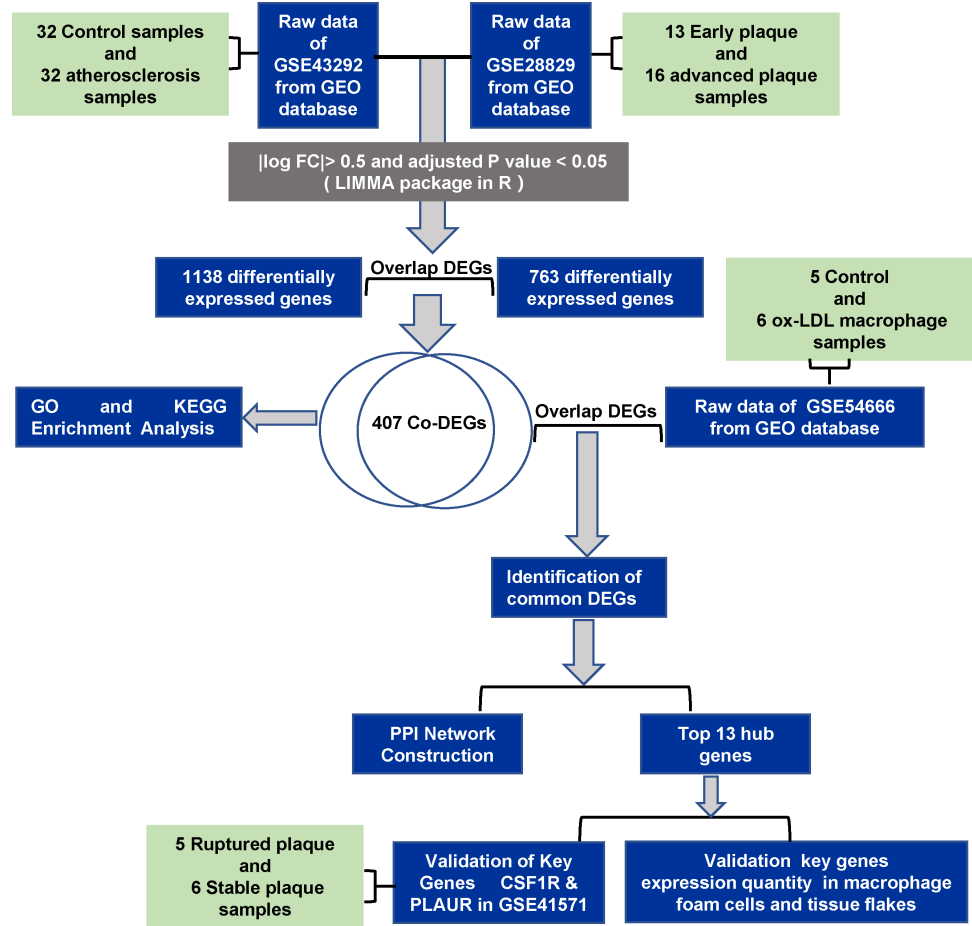 32 Control samples
and
32 atherosclerosis
samples
Raw data
of
GSE43292
from GEO
database
Raw data
of
GSE28829
from GEO
database
13 Early plaque
and
16 advanced plaque
samples
|log FC|> 0.5 and adjusted P value < 0.05
( LIMMA package in R )
1138 differentially
expressed genes
Overlap DEGs
763 differentially
expressed genes
5 Control
and
6 ox-LDL macrophage
samples
GO and KEGG
Enrichment Analysis
407 Co-DEGs
Overlap DEGs
Raw data of GSE54666
from GEO database
Identification of
common DEGs
PPI Network
Construction
Top 13 hub
genes
5 Ruptured plaque
and
6 Stable plaque
samples
Validation of Key
Genes CSF1R &
PLAUR in GSE41571
Validation key genes
expression quantity in macrophage
foam cells and tissue flakes